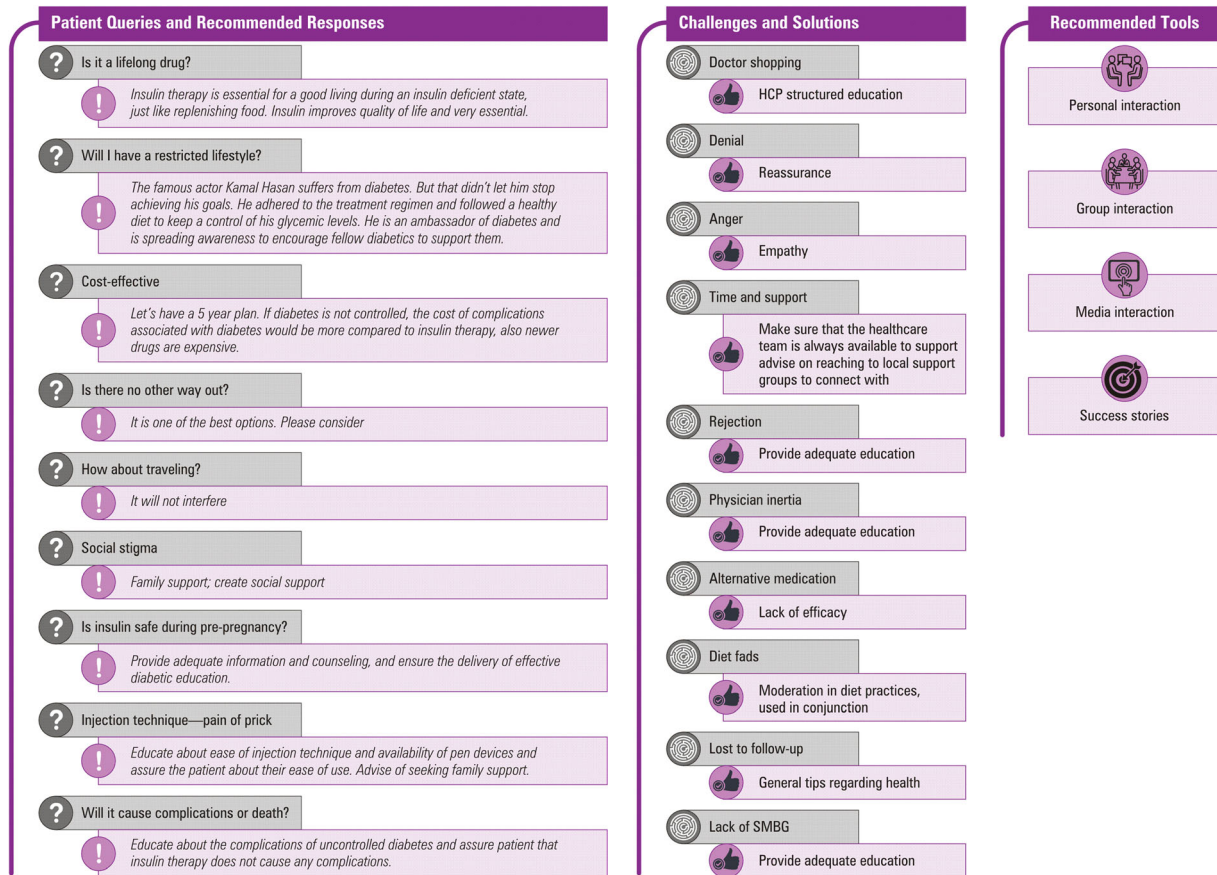 Patient Queries and Recommended Responses
Is it a lifelong drug?
Insulin therapy is essential for a good living during an insulin deficient state,
just like replenishing food. Insulin improves quality of life and very essential.
Will I have a restricted lifestyle?
The famous actor Kamal Hasan suffers from diabetes. But that didn't let him stop
achieving his goals. He adhered to the treatment regimen and followed a healthy
diet to keep a control of his glycemic levels. He is an ambassador of diabetes and
is spreading awareness to encourage fellow diabetics to support them.
Cost-effective
Let's have a 5 year plan. If diabetes is not controlled, the cost of complications
associated with diabetes would be more compared to insulin therapy, also newer
drugs are expensive.
Is there no other way out?
It is one of the best options. Please consider
How about traveling?
It will not interfere
Social stigma
Family support; create social support
Is insulin safe during pre-pregnancy?
Provide adequate information and counseling, and ensure the delivery of effective
diabetic education.
Injection technique—pain of prick
Educate about ease of injection technique and availability of pen devices and
assure the patient about their ease of use. Advise of seeking family support.
Will it cause complications or death?
Educate about the complications of uncontrolled diabetes and assure patient that
insulin therapy does not cause any complications.
Challenges and Solutions
Doctor shopping
HCP structured education
Denial
Reassurance
Anger
Empathy
Time and support
Make sure that the healthcare
team is always available to support
advise on reaching to local support
groups to connect with
Rejection
Provide adequate education
Physician inertia
Provide adequate education
Alternative medication
Lack of efficacy
Diet fads
Moderation in diet practices,
used in conjunction
Lost to follow-up
General tips regarding health
Lack of SMBG
Provide adequate education
Recommended Tools
Personal interaction
Group interaction
Media interaction
Success stories